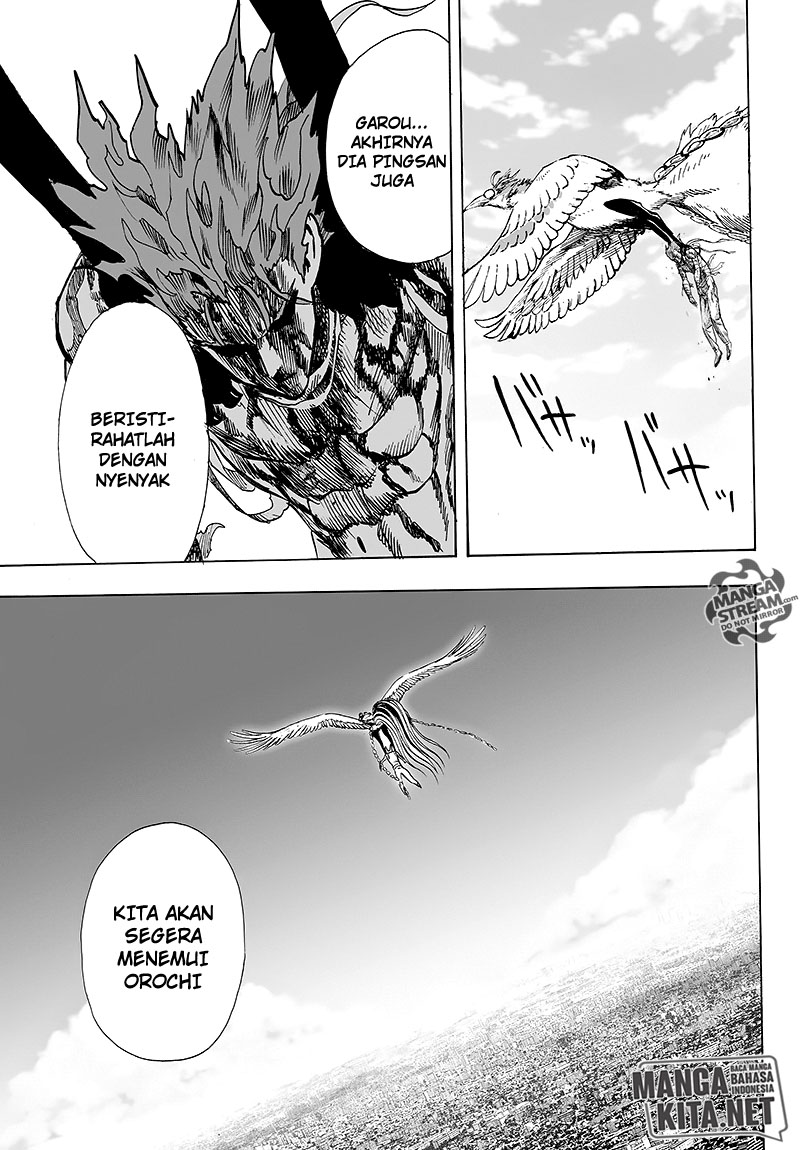 バサッ
バサッ
GAROU...
AKHIRNYA
DIA PINGSAN
JUGA
BERISTI-
RAHATLAH
DENGAN
NYENYAK
MANGA
STREAM.com
DO NOT MIRROR
KITA AKAN
SEGERA
MENEMUI
OROCHI
MANGA
BACA MANGA
BAHASA
INDONESIA
KITA.NET